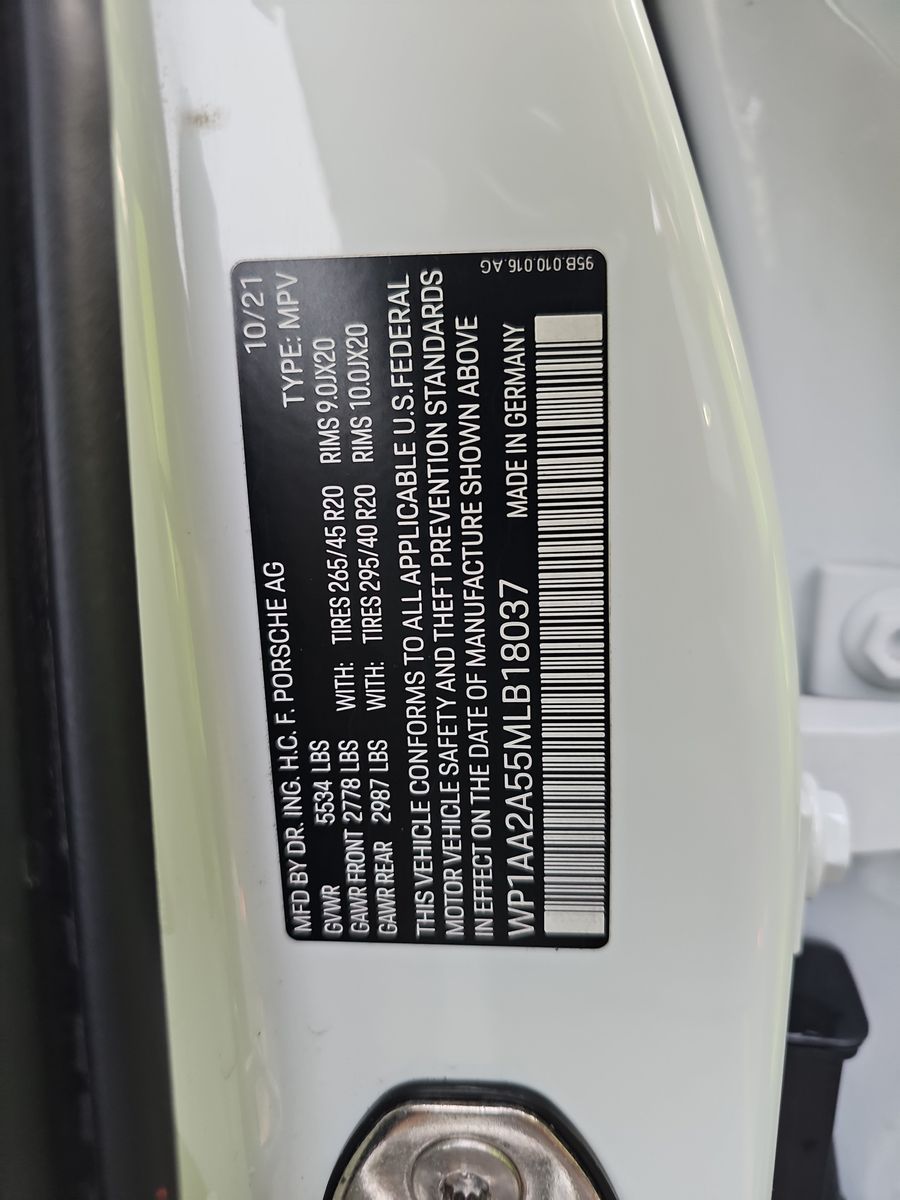 MFD BY DR. ING. H.C. F. PORSCHE AG 10/21
GVWR 5534 LBS TYPE: MPV
GAWR FRONT 2778 LBS WITH: TIRES 265/45 R20 RIMS 9.0JX20
GAWR REAR 2987 LBS WITH: TIRES 295/40 R20 RIMS 10.0JX20
THIS VEHICLE CONFORMS TO ALL APPLICABLE U.S.FEDERAL
MOTOR VEHICLE SAFETY AND THEFT PREVENTION STANDARDS
IN EFFECT ON THE DATE OF MANUFACTURE SHOWN ABOVE
WP1AA2A55MLB18037 MADE IN GERMANY
95B.010.016.AG